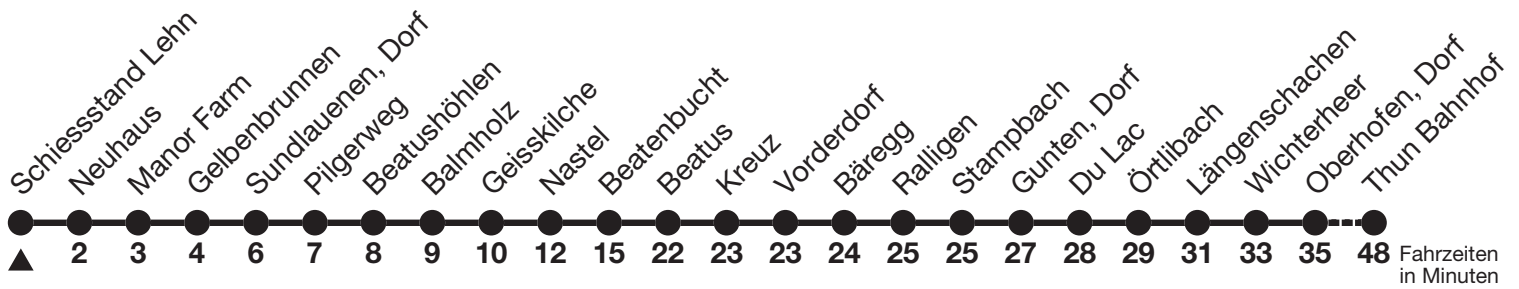 Schiessstand Lehn
Neuhaus
Manor Farm
Gelbenbrunnen
Sundlauenen, Dorf
Pilgerweg
Beatushöhlen
Balmholz
Geisskilche
Nastel
Beatenbucht
Beatus
Kreuz
Vorderdorf
Bäregg
Ralligen
Stampbach
Gunten, Dorf
Du Lac
Örtlibach
Längenschachen
Wichterheer
Oberhofen, Dorf
Thun Bahnhof
2 3 4 6 7 8 9 10 12 15 22 23 23 24 25 25 27 28 29 31 33 35 48 Fahrzeiten
in Minuten